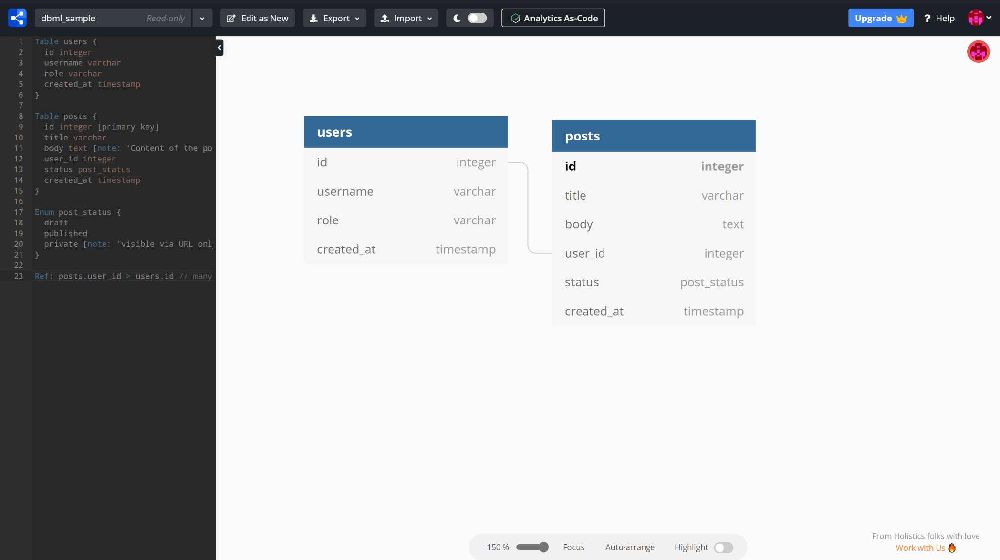 dbml_sample Read-only Edit as New Export Import Analytics As-Code Upgrade ? Help
1 Table users {
2 id integer
3 username varchar
4 role varchar
5 created_at timestamp
6 }
7
8 Table posts {
9 id integer [primary key]
10 title varchar
11 body text [note: 'Content of the po
12 user_id integer
13 status post_status
14 created_at timestamp
15 }
16
17 Enum post_status {
18 draft
19 published
20 private [note: 'visible via URL only
21 }
22
23 Ref: posts.user_id > users.id // many
users
id integer
username varchar
role varchar
created_at timestamp
posts
id integer
title varchar
body text
user_id integer
status post_status
created_at timestamp
150 % Focus Auto-arrange Highlight
From Holistics folks with love
Work with Us